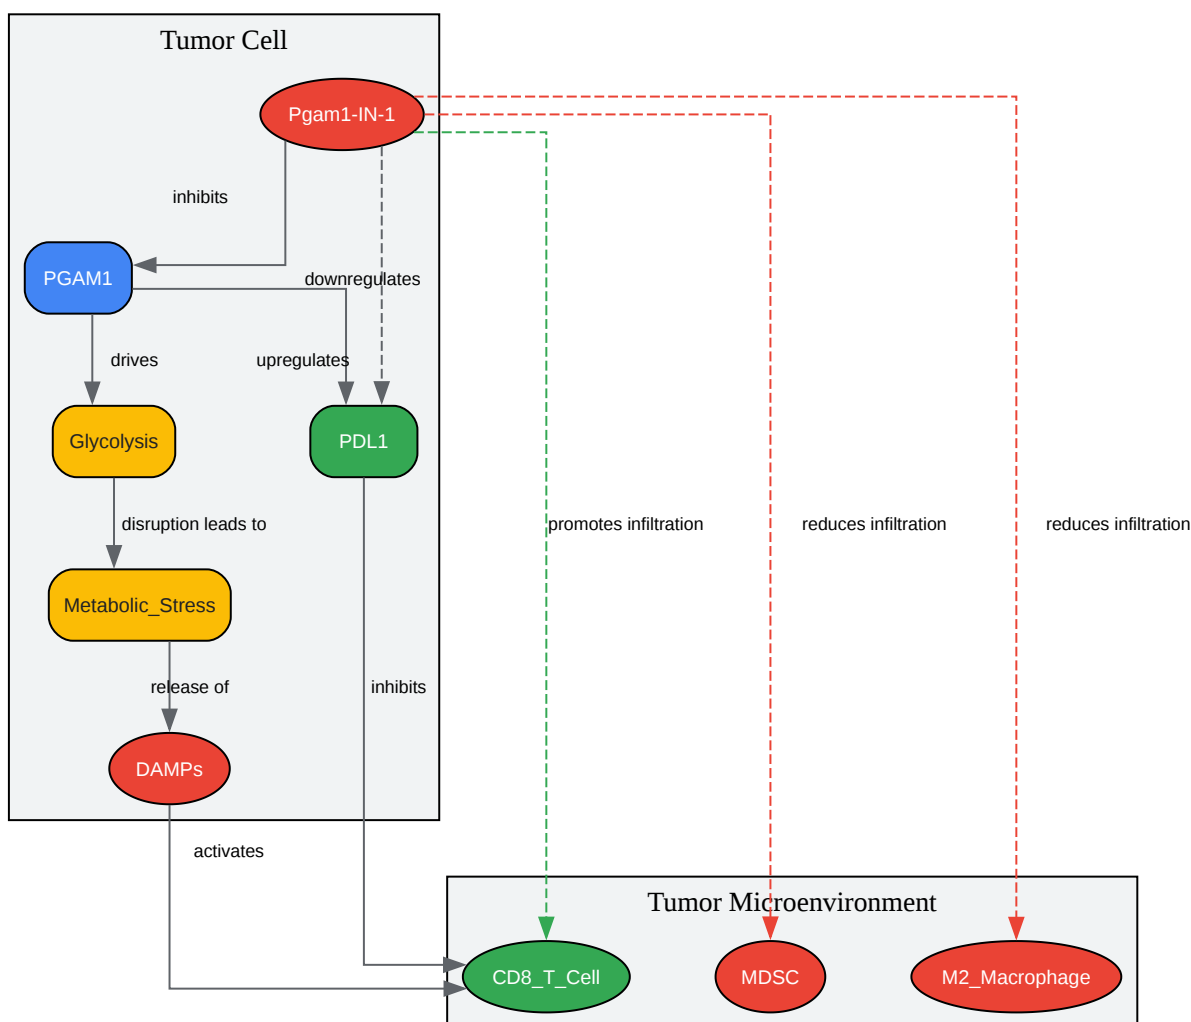 Tumor Cell
Pgam1-IN-1
inhibits
PGAM1
downregulates
drives
upregulates
Glycolysis
PDL1
disruption leads to
promotes infiltration
reduces infiltration
reduces infiltration
Metabolic_Stress
release of
inhibits
DAMPs
activates
Tumor Microenvironment
CD8_T_Cell
MDSC
M2_Macrophage